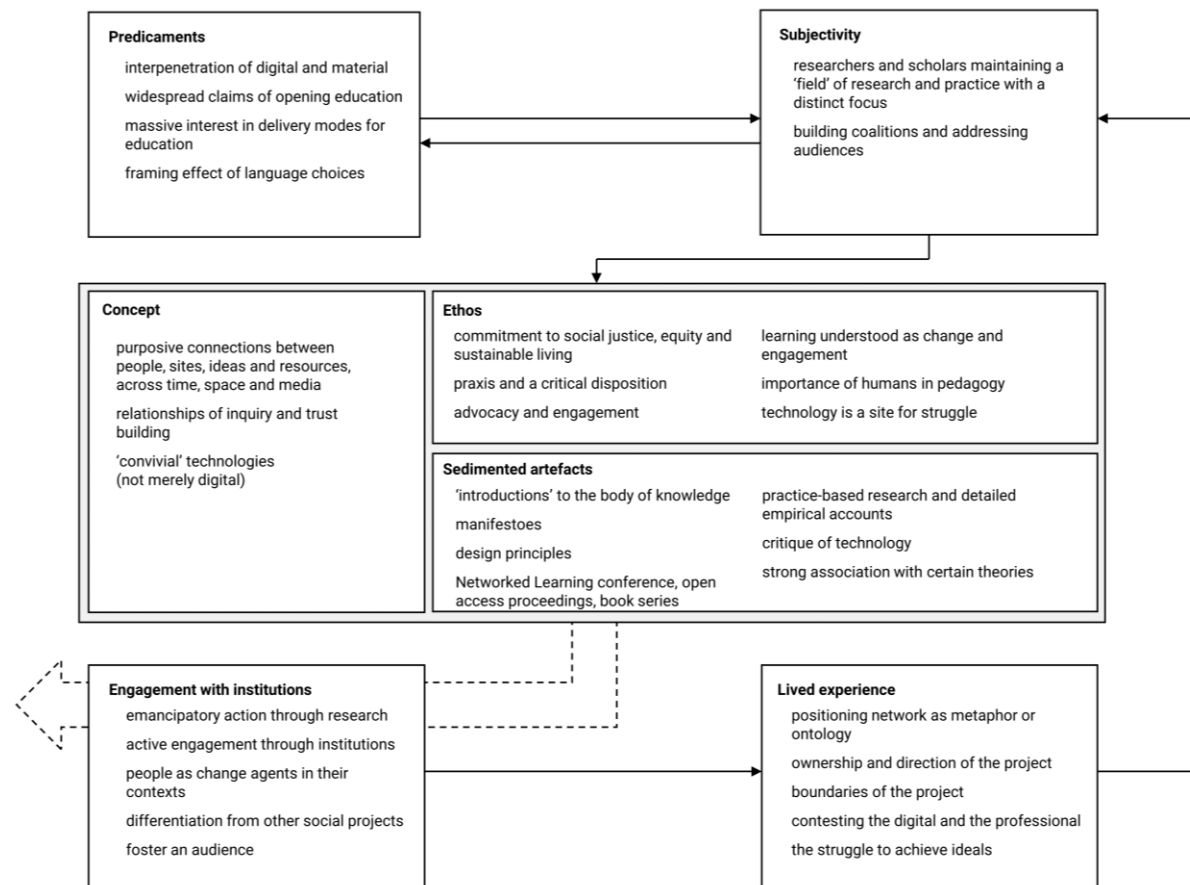 Predicaments
interpenetration of digital and material
widespread claims of opening education
massive interest in delivery modes for
education
framing effect of language choices
Subjectivity
researchers and scholars maintaining a
‘field’ of research and practice with a
distinct focus
building coalitions and addressing
audiences
Concept
purposive connections between
people, sites, ideas and resources,
across time, space and media
relationships of inquiry and trust
building
‘convivial’ technologies
(not merely digital)
Ethos
commitment to social justice, equity and
sustainable living
praxis and a critical disposition
advocacy and engagement
learning understood as change and
engagement
importance of humans in pedagogy
technology is a site for struggle
Sedimented artefacts
‘introductions’ to the body of knowledge
manifestoes
design principles
Networked Learning conference, open
access proceedings, book series
practice-based research and detailed
empirical accounts
critique of technology
strong association with certain theories
Engagement with institutions
emancipatory action through research
active engagement through institutions
people as change agents in their
contexts
differentiation from other social projects
foster an audience
Lived experience
positioning network as metaphor or
ontology
ownership and direction of the project
boundaries of the project
contesting the digital and the professional
the struggle to achieve ideals